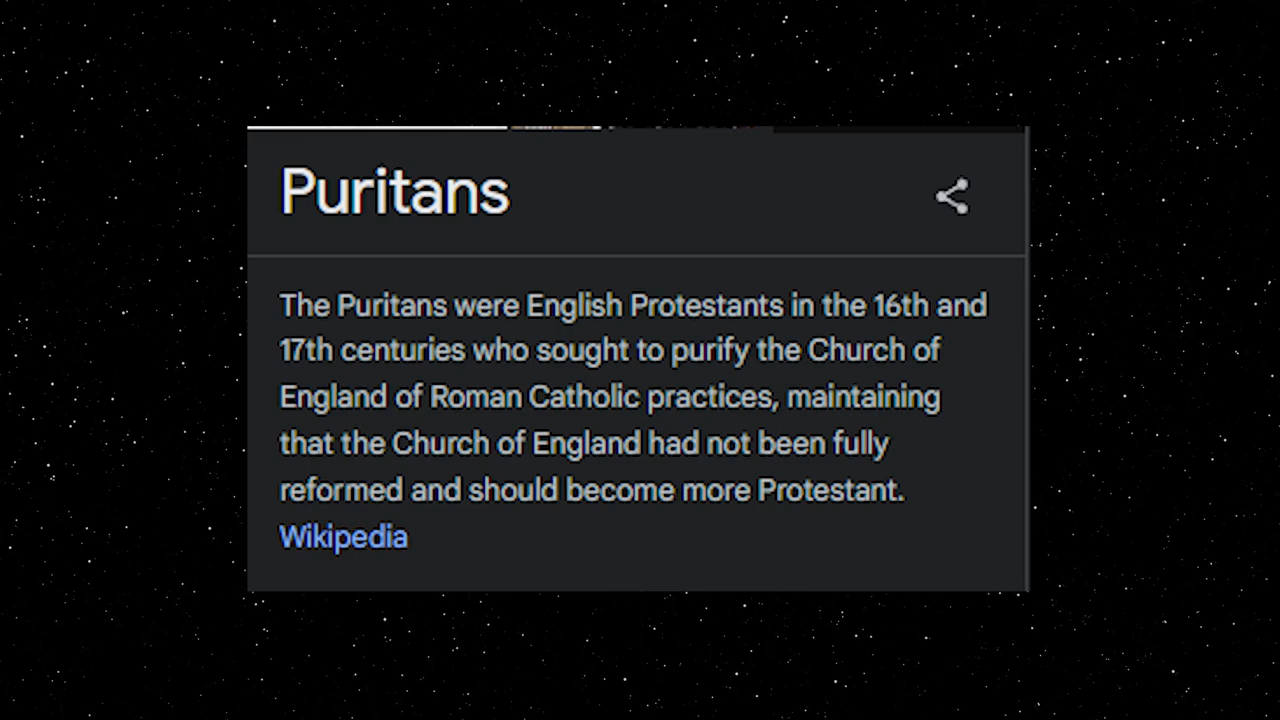 Puritans
The Puritans were English Protestants in the 16th and
17th centuries who sought to purify the Church of
England of Roman Catholic practices, maintaining
that the Church of England had not been fully
reformed and should become more Protestant.
Wikipedia